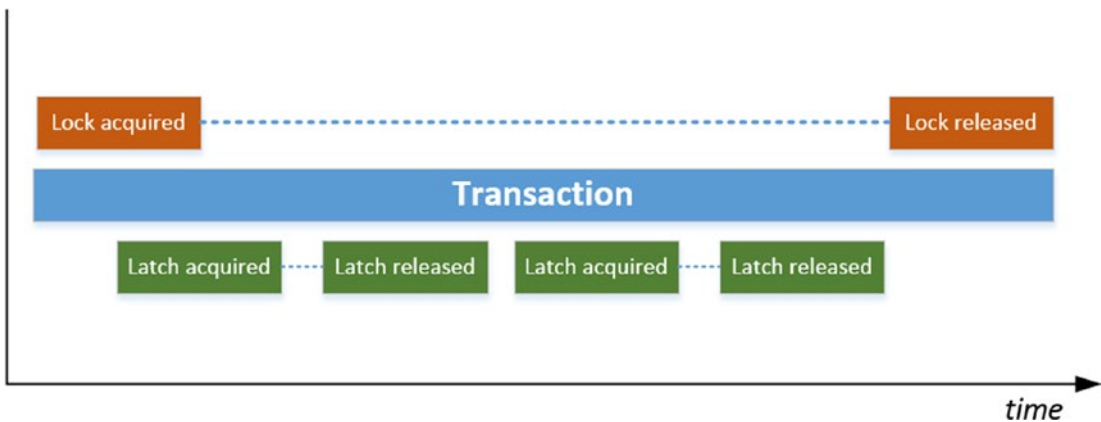 Lock acquired
Lock released
Transaction
Latch acquired
Latch released
Latch acquired
Latch released
time